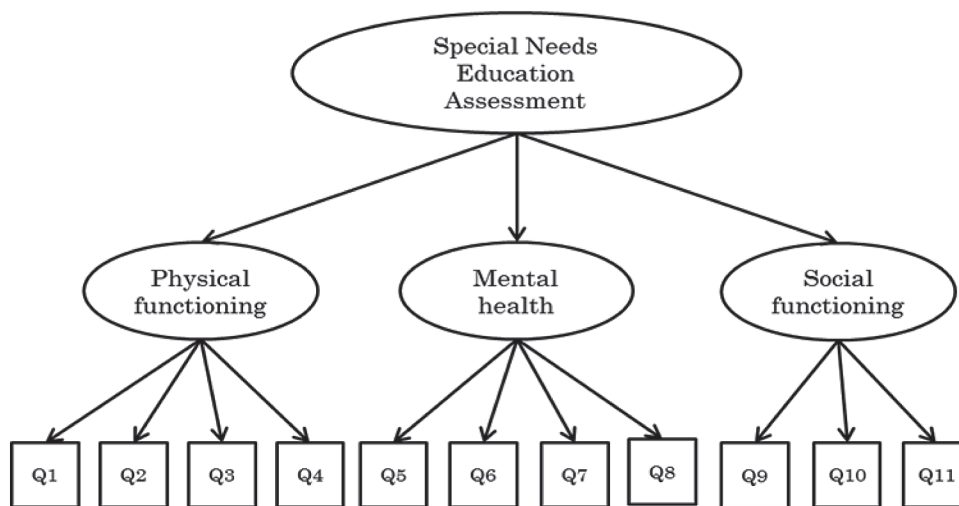 Special Needs
Education
Assessment
Physical
functioning
Mental
health
Social
functioning
Q1
Q2
Q3
Q4
Q5
Q6
Q7
Q8
Q9
Q10
Q11